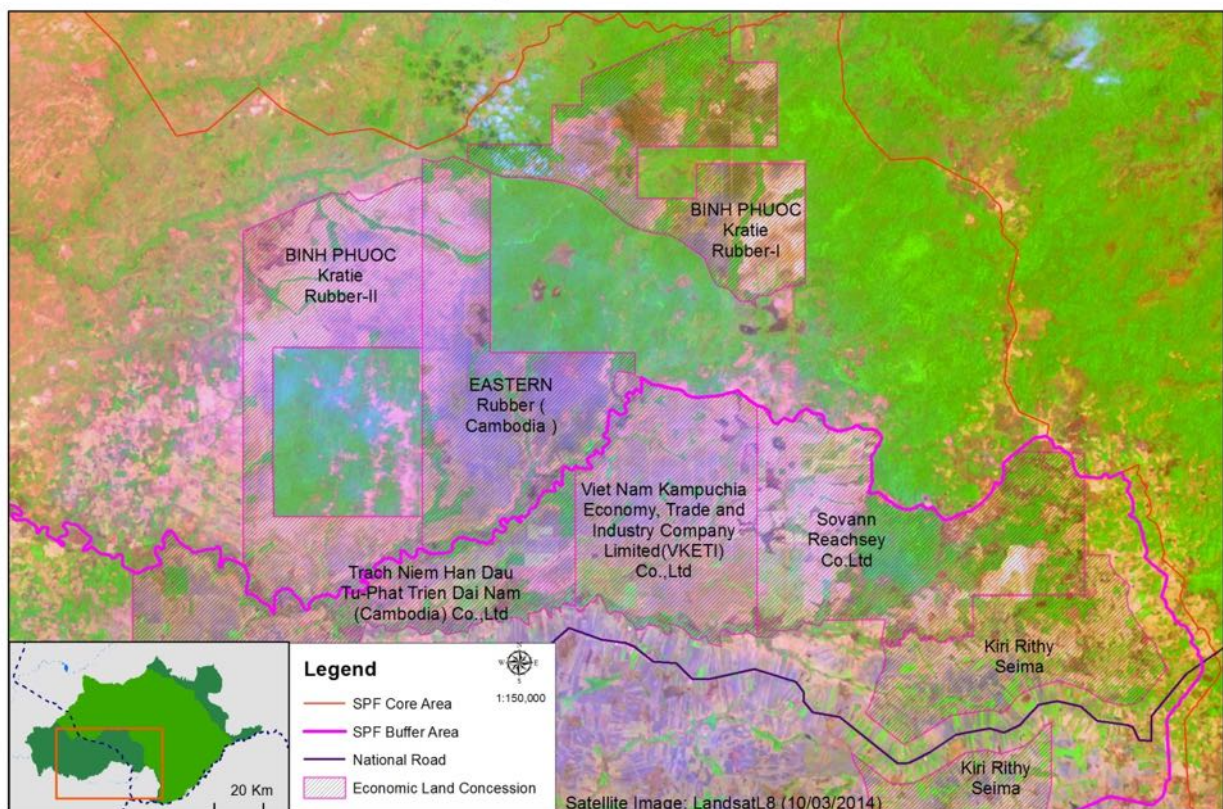 BINH PHUOC
Kratie
Rubber-I
BINH PHUOC
Kratie
Rubber-II
EASTERN
Rubber (
Cambodia )
Viet Nam Kampuchia
Economy, Trade and
Industry Company
Limited(VKETI)
Co.,Ltd
Sovann
Reachsey
Co.Ltd
Trach Niem Han Dau
Tu-Phat Trien Dai Nam
(Cambodia) Co.,Ltd
Kiri Rithy
Seima
Kiri Rithy
Seima
Legend
N
W E
S
1:150,000
SPF Core Area
SPF Buffer Area
National Road
Economic Land Concession
20 Km
Satellite Image: LandsatL8 (10/03/2014)